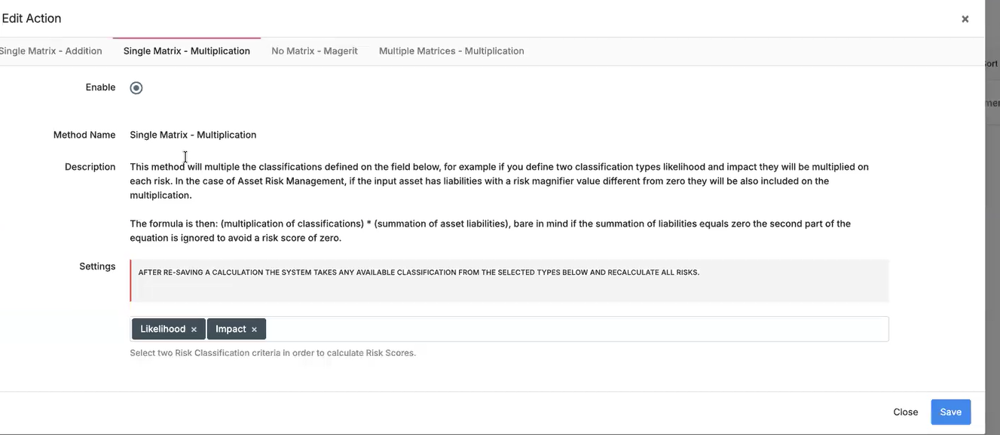 Edit Action
×
Single Matrix - Addition
Single Matrix - Multiplication
No Matrix - Magerit
Multiple Matrices - Multiplication
Enable
Method Name
Single Matrix - Multiplication
Description
This method will multiple the classifications defined on the field below, for example if you define two classification types likelihood and impact they will be multiplied on
each risk. In the case of Asset Risk Management, if the input asset has liabilities with a risk magnifier value different from zero they will be also included on the
multiplication.
The formula is then: (multiplication of classifications) * (summation of asset liabilities), bare in mind if the summation of liabilities equals zero the second part of the
equation is ignored to avoid a risk score of zero.
Settings
AFTER RE-SAVING A CALCULATION THE SYSTEM TAKES ANY AVAILABLE CLASSIFICATION FROM THE SELECTED TYPES BELOW AND RECALCULATE ALL RISKS.
Likelihood ×
Impact ×
Select two Risk Classification criteria in order to calculate Risk Scores.
Close
Save